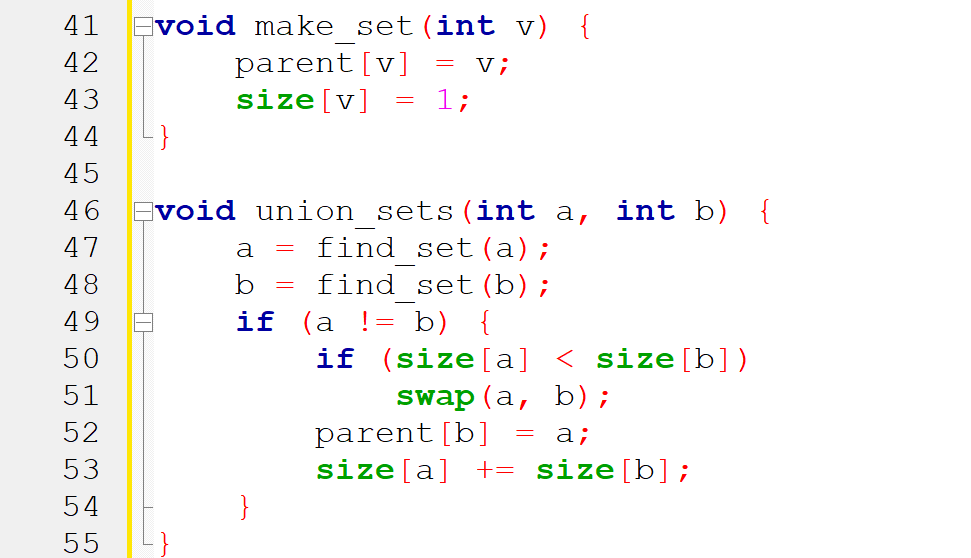 41 void make_set(int v) {
42     parent[v] = v;
43     size[v] = 1;
44 }
45
46 void union_sets(int a, int b) {
47     a = find_set(a);
48     b = find_set(b);
49     if (a != b) {
50         if (size[a] < size[b])
51             swap(a, b);
52         parent[b] = a;
53         size[a] += size[b];
54     }
55 }